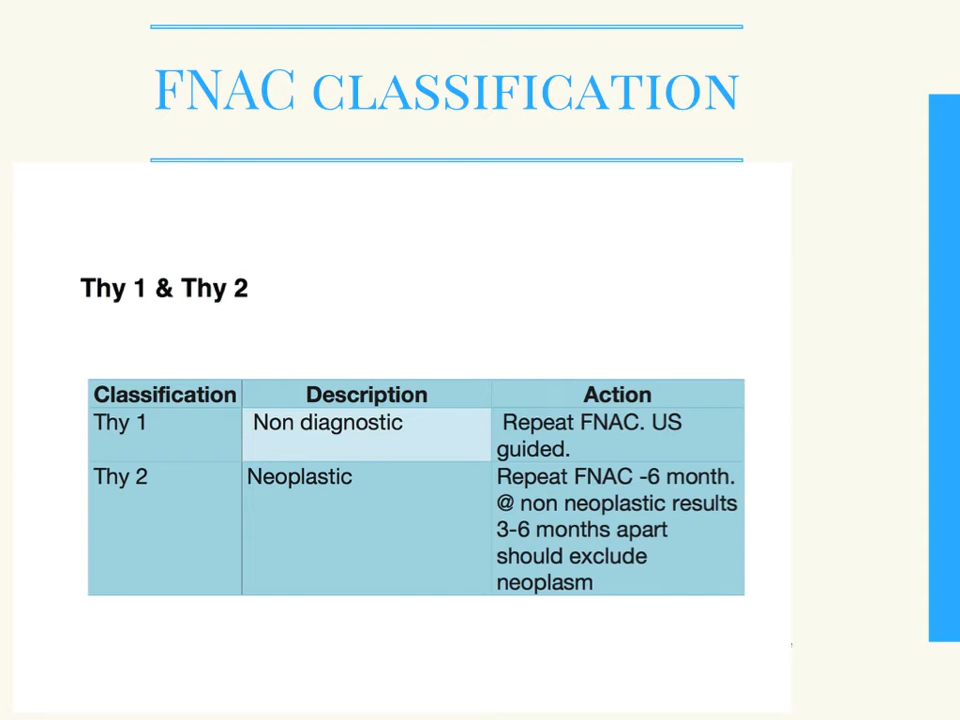 FNAC CLASSIFICATION
Thy 1 & Thy 2
Classification Description Action
Thy 1 Non diagnostic Repeat FNAC. US
guided.
Thy 2 Neoplastic Repeat FNAC -6 month.
@ non neoplastic results
3-6 months apart
should exclude
neoplasm